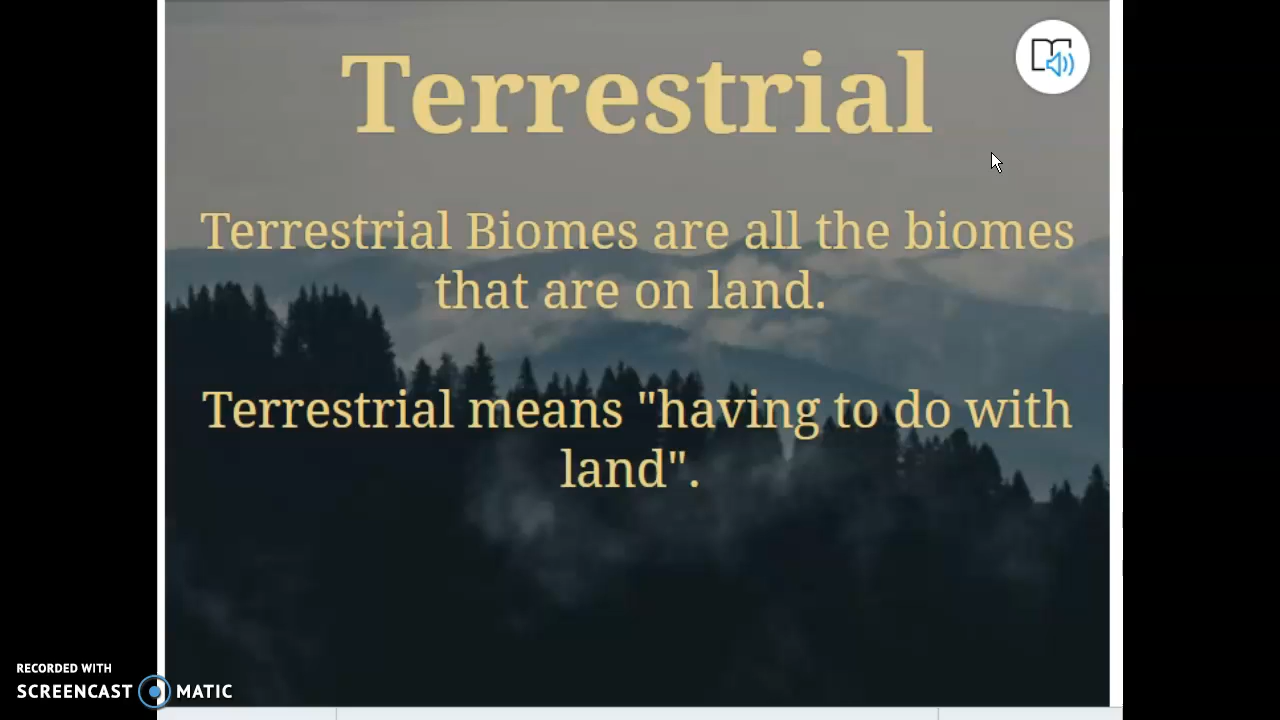 Terrestrial
Terrestrial Biomes are all the biomes
that are on land.
Terrestrial means "having to do with
land".
RECORDED WITH
SCREENCAST MATIC